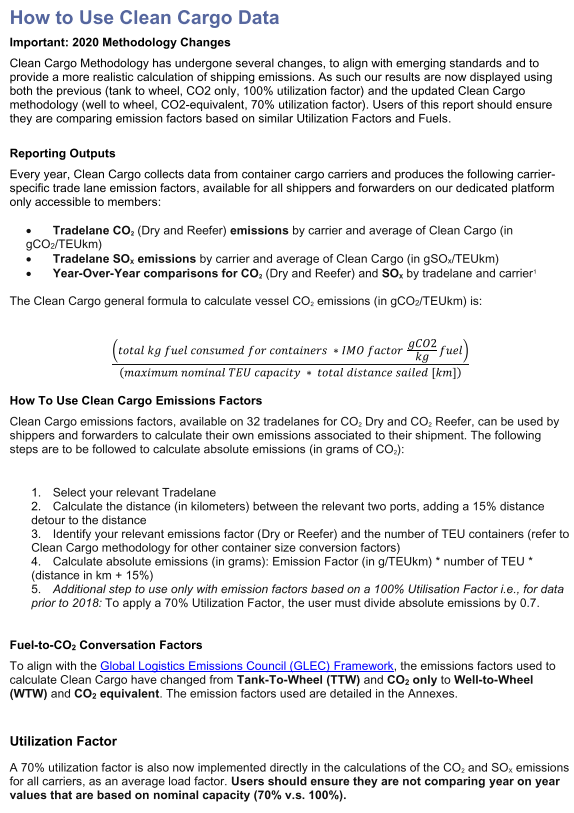 How to Use Clean Cargo Data
Important: 2020 Methodology Changes
Clean Cargo Methodology has undergone several changes, to align with emerging standards and to
provide a more realistic calculation of shipping emissions. As such our results are now displayed using
both the previous (tank to wheel, CO2 only, 100% utilization factor) and the updated Clean Cargo
methodology (well to wheel, CO2-equivalent, 70% utilization factor). Users of this report should ensure
they are comparing emission factors based on similar Utilization Factors and Fuels.
Reporting Outputs
Every year, Clean Cargo collects data from container cargo carriers and produces the following carrier-
specific trade lane emission factors, available for all shippers and forwarders on our dedicated platform
only accessible to members:
• Tradelane CO₂ (Dry and Reefer) emissions by carrier and average of Clean Cargo (in
gCO₂/TEUkm)
• Tradelane SOₓ emissions by carrier and average of Clean Cargo (in gSOₓ/TEUkm)
• Year-Over-Year comparisons for CO₂ (Dry and Reefer) and SOₓ by tradelane and carrier¹
The Clean Cargo general formula to calculate vessel CO₂ emissions (in gCO₂/TEUkm) is:
(total kg fuel consumed for containers * IMO factor gCO2/kg fuel)
(maximum nominal TEU capacity * total distance sailed [km])
How To Use Clean Cargo Emissions Factors
Clean Cargo emissions factors, available on 32 tradelanes for CO₂ Dry and CO₂ Reefer, can be used by
shippers and forwarders to calculate their own emissions associated to their shipment. The following
steps are to be followed to calculate absolute emissions (in grams of CO₂):
1. Select your relevant Tradelane
2. Calculate the distance (in kilometers) between the relevant two ports, adding a 15% distance
detour to the distance
3. Identify your relevant emissions factor (Dry or Reefer) and the number of TEU containers (refer to
Clean Cargo methodology for other container size conversion factors)
4. Calculate absolute emissions (in grams): Emission Factor (in g/TEUkm) * number of TEU *
(distance in km + 15%)
5. Additional step to use only with emission factors based on a 100% Utilisation Factor i.e., for data
prior to 2018: To apply a 70% Utilization Factor, the user must divide absolute emissions by 0.7.
Fuel-to-CO₂ Conversation Factors
To align with the Global Logistics Emissions Council (GLEC) Framework, the emissions factors used to
calculate Clean Cargo have changed from Tank-To-Wheel (TTW) and CO₂ only to Well-to-Wheel
(WTW) and CO₂ equivalent. The emission factors used are detailed in the Annexes.
Utilization Factor
A 70% utilization factor is also now implemented directly in the calculations of the CO₂ and SOₓ emissions
for all carriers, as an average load factor. Users should ensure they are not comparing year on year
values that are based on nominal capacity (70% v.s. 100%).